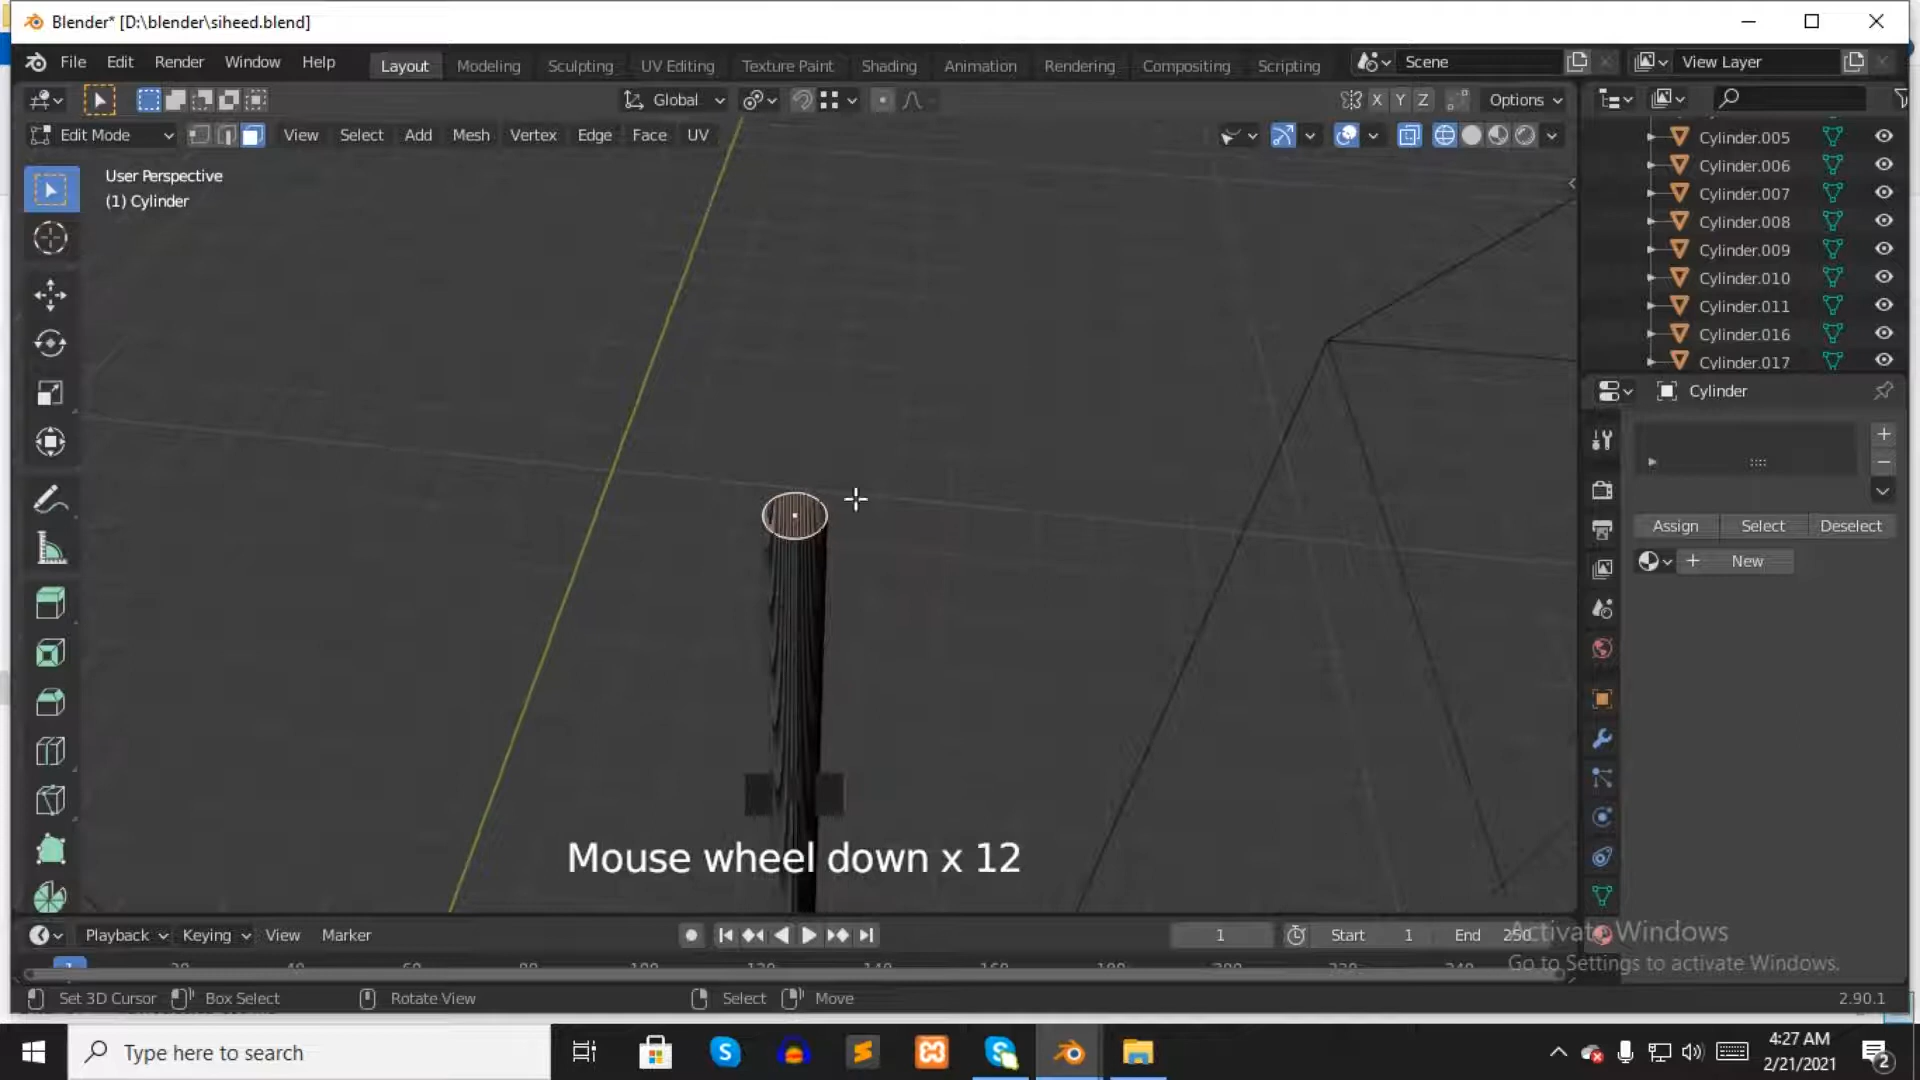 Blender* [D:\blender\siheed.blend]
File Edit Render Window Help Layout Modeling Sculpting UV Editing Texture Paint Shading Animation Rendering Compositing Scripting Scene View Layer
Global X Y Z Options
Edit Mode View Select Add Mesh Vertex Edge Face UV
User Perspective
(1) Cylinder
Cylinder.005
Cylinder.006
Cylinder.007
Cylinder.008
Cylinder.009
Cylinder.010
Cylinder.011
Cylinder.016
Cylinder.017
Cylinder
Assign Select Deselect
New
Mouse wheel down x 12
Playback Keying View Marker 1 Start 1 End 250
Activate Windows
Go to Settings to activate Windows.
Set 3D Cursor Box Select Rotate View Select Move 2.90.1
Type here to search
4:27 AM
2/21/2021
2